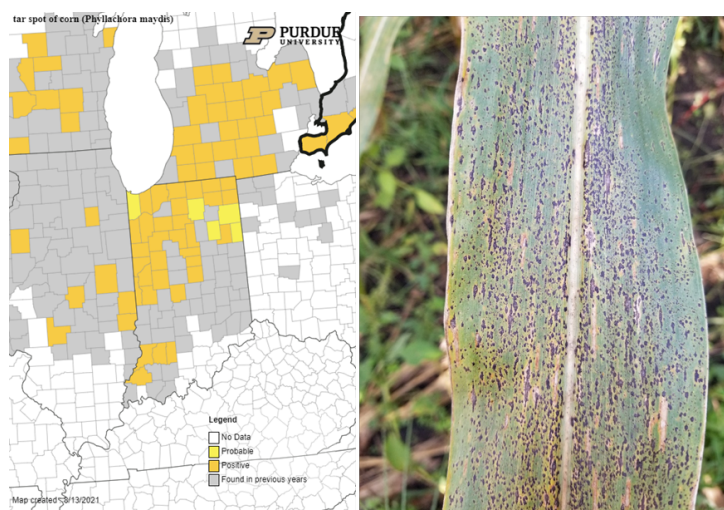 tar spot of corn (Phyllachora maydis)
PURDUE
UNIVERSITY
Legend
No Data
Probable
Positive
Found in previous years
Map created 8/13/2021